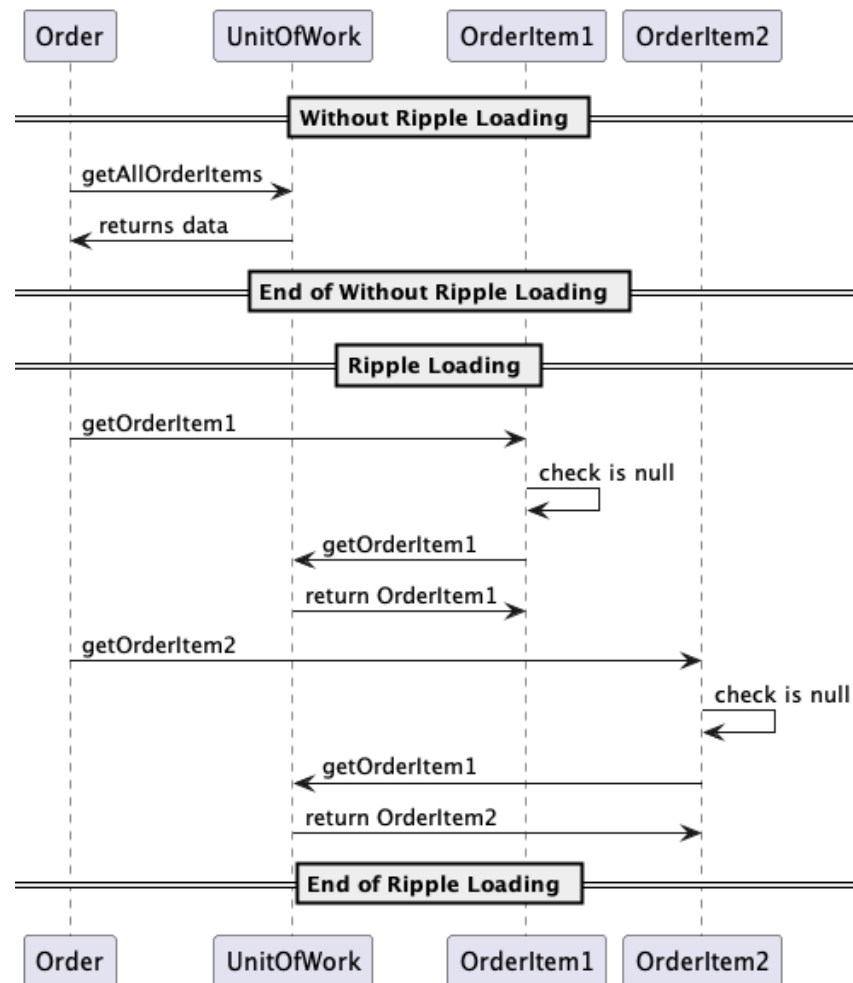 Order UnitOfWork OrderItem1 OrderItem2
Without Ripple Loading
getAllOrderItems
returns data
End of Without Ripple Loading
Ripple Loading
getOrderItem1
check is null
getOrderItem1
return OrderItem1
getOrderItem2
check is null
getOrderItem1
return OrderItem2
End of Ripple Loading
Order UnitOfWork OrderItem1 OrderItem2